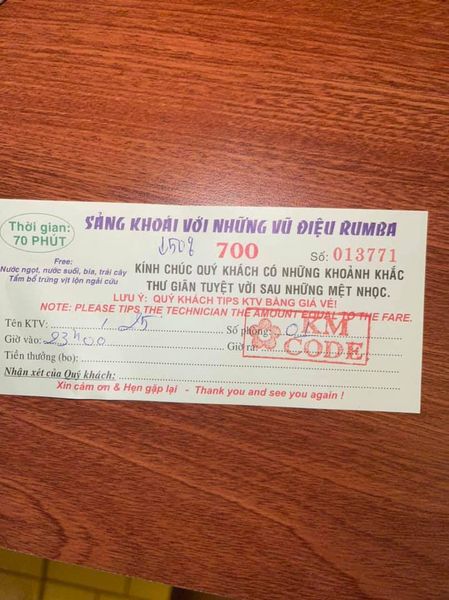 Thời gian:
70 PHÚT
SẢNG KHOÁI VỚI NHỮNG VŨ ĐIỆU RUMBA
700
Số: 013771
Free:
Nước ngọt, nước suối, bia, trái cây
Tẩm bổ trứng vịt lộn ngải cứu
KÍNH CHÚC QUÝ KHÁCH CÓ NHỮNG KHOẢNH KHẮC
THƯ GIÃN TUYỆT VỜI SAU NHỮNG MỆT NHỌC.
LƯU Ý: QUÝ KHÁCH TIPS KTV BẰNG GIÁ VÉ!
NOTE: PLEASE TIPS THE TECHNICIAN THE AMOUNT EQUAL TO THE FARE.
Tên KTV: 25 Số phòng:
Giờ vào: 23h00 Giờ ra:
KM
CODE
Tiền thưởng (bo):
Nhận xét của Quý khách:
Xin cảm ơn & Hẹn gặp lại - Thank you and see you again !